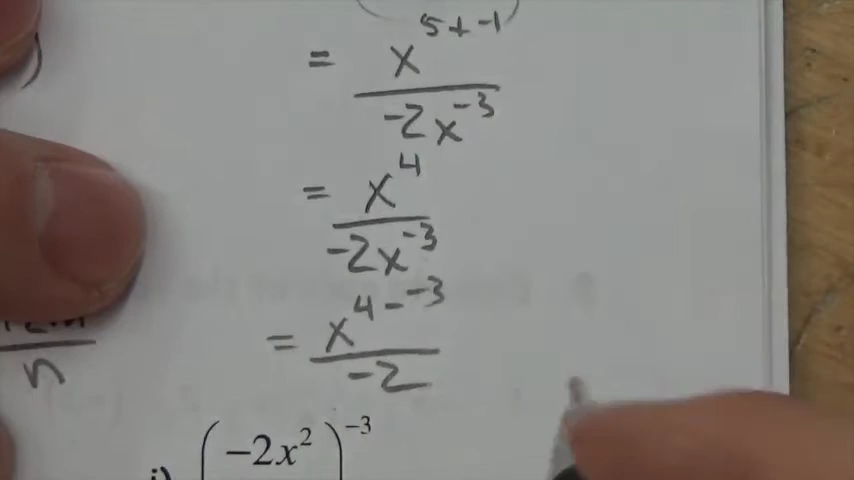 = x^{5+-1} / -2x^{-3}
= x^4 / -2x^{-3}
= x^{4--3} / -2
n
i) (-2x^2)^{-3}